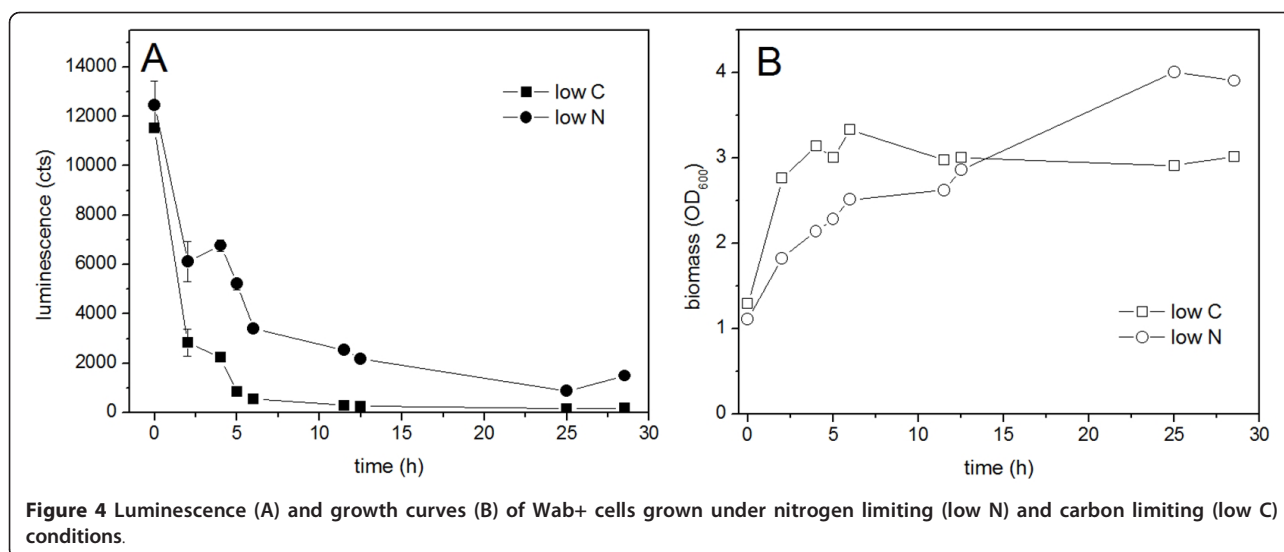 A
luminescence (cts)
14000
12000
10000
8000
6000
4000
2000
0
low C
low N
0 5 10 15 20 25 30
time (h)
B
biomass (OD600)
4
3
2
1
0
low C
low N
0 5 10 15 20 25 30
time (h)
Figure 4 Luminescence (A) and growth curves (B) of Wab+ cells grown under nitrogen limiting (low N) and carbon limiting (low C)
conditions.